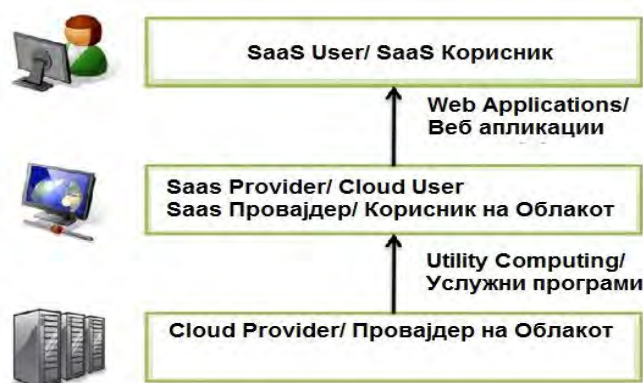 SaaS User/ SaaS Корисник
Web Applications/
Веб апликации
Saas Provider/ Cloud User
Saas Провајдер/ Корисник на Облакот
Utility Computing/
Услужни програми
Cloud Provider/ Провајдер на Облакот